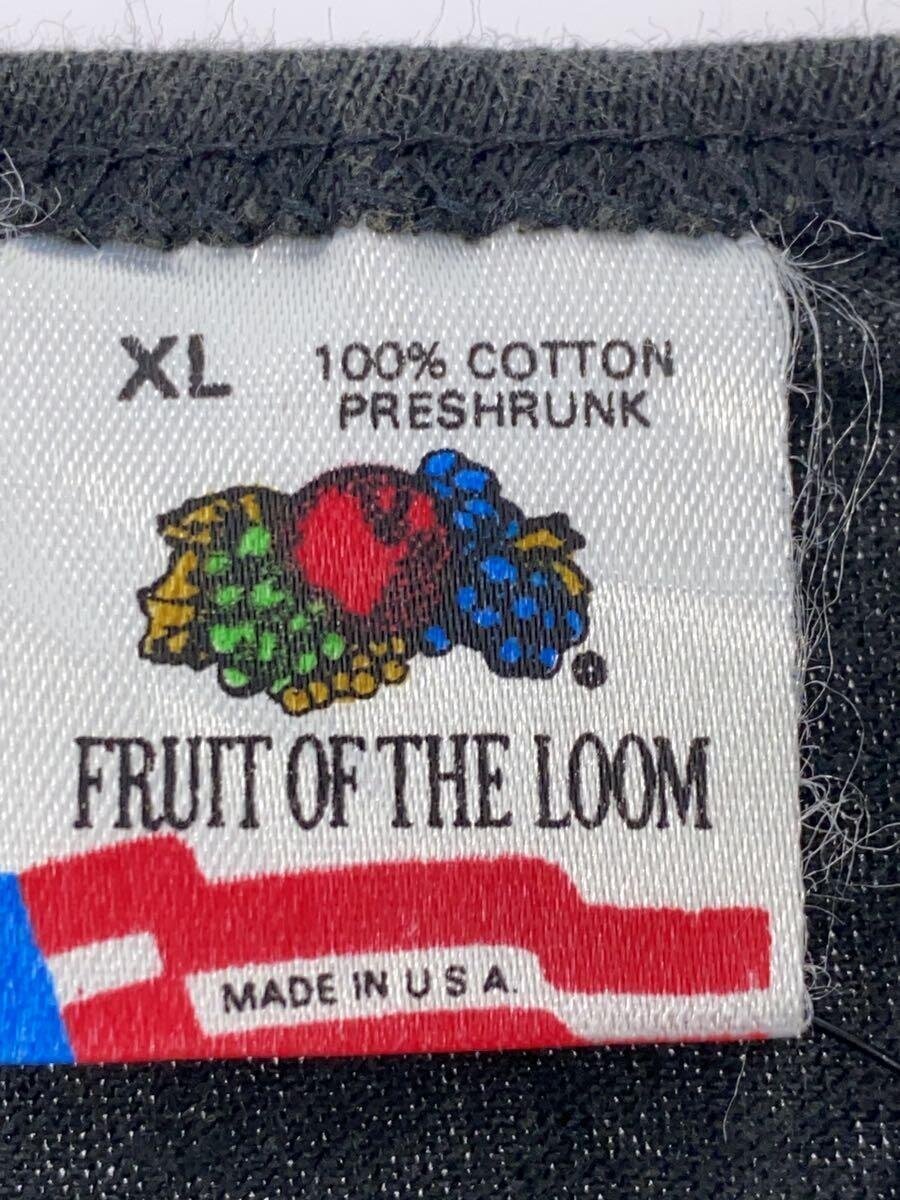 XL 100% COTTON
PRESHRUNK
®
FRUIT OF THE LOOM
MADE IN U S A.